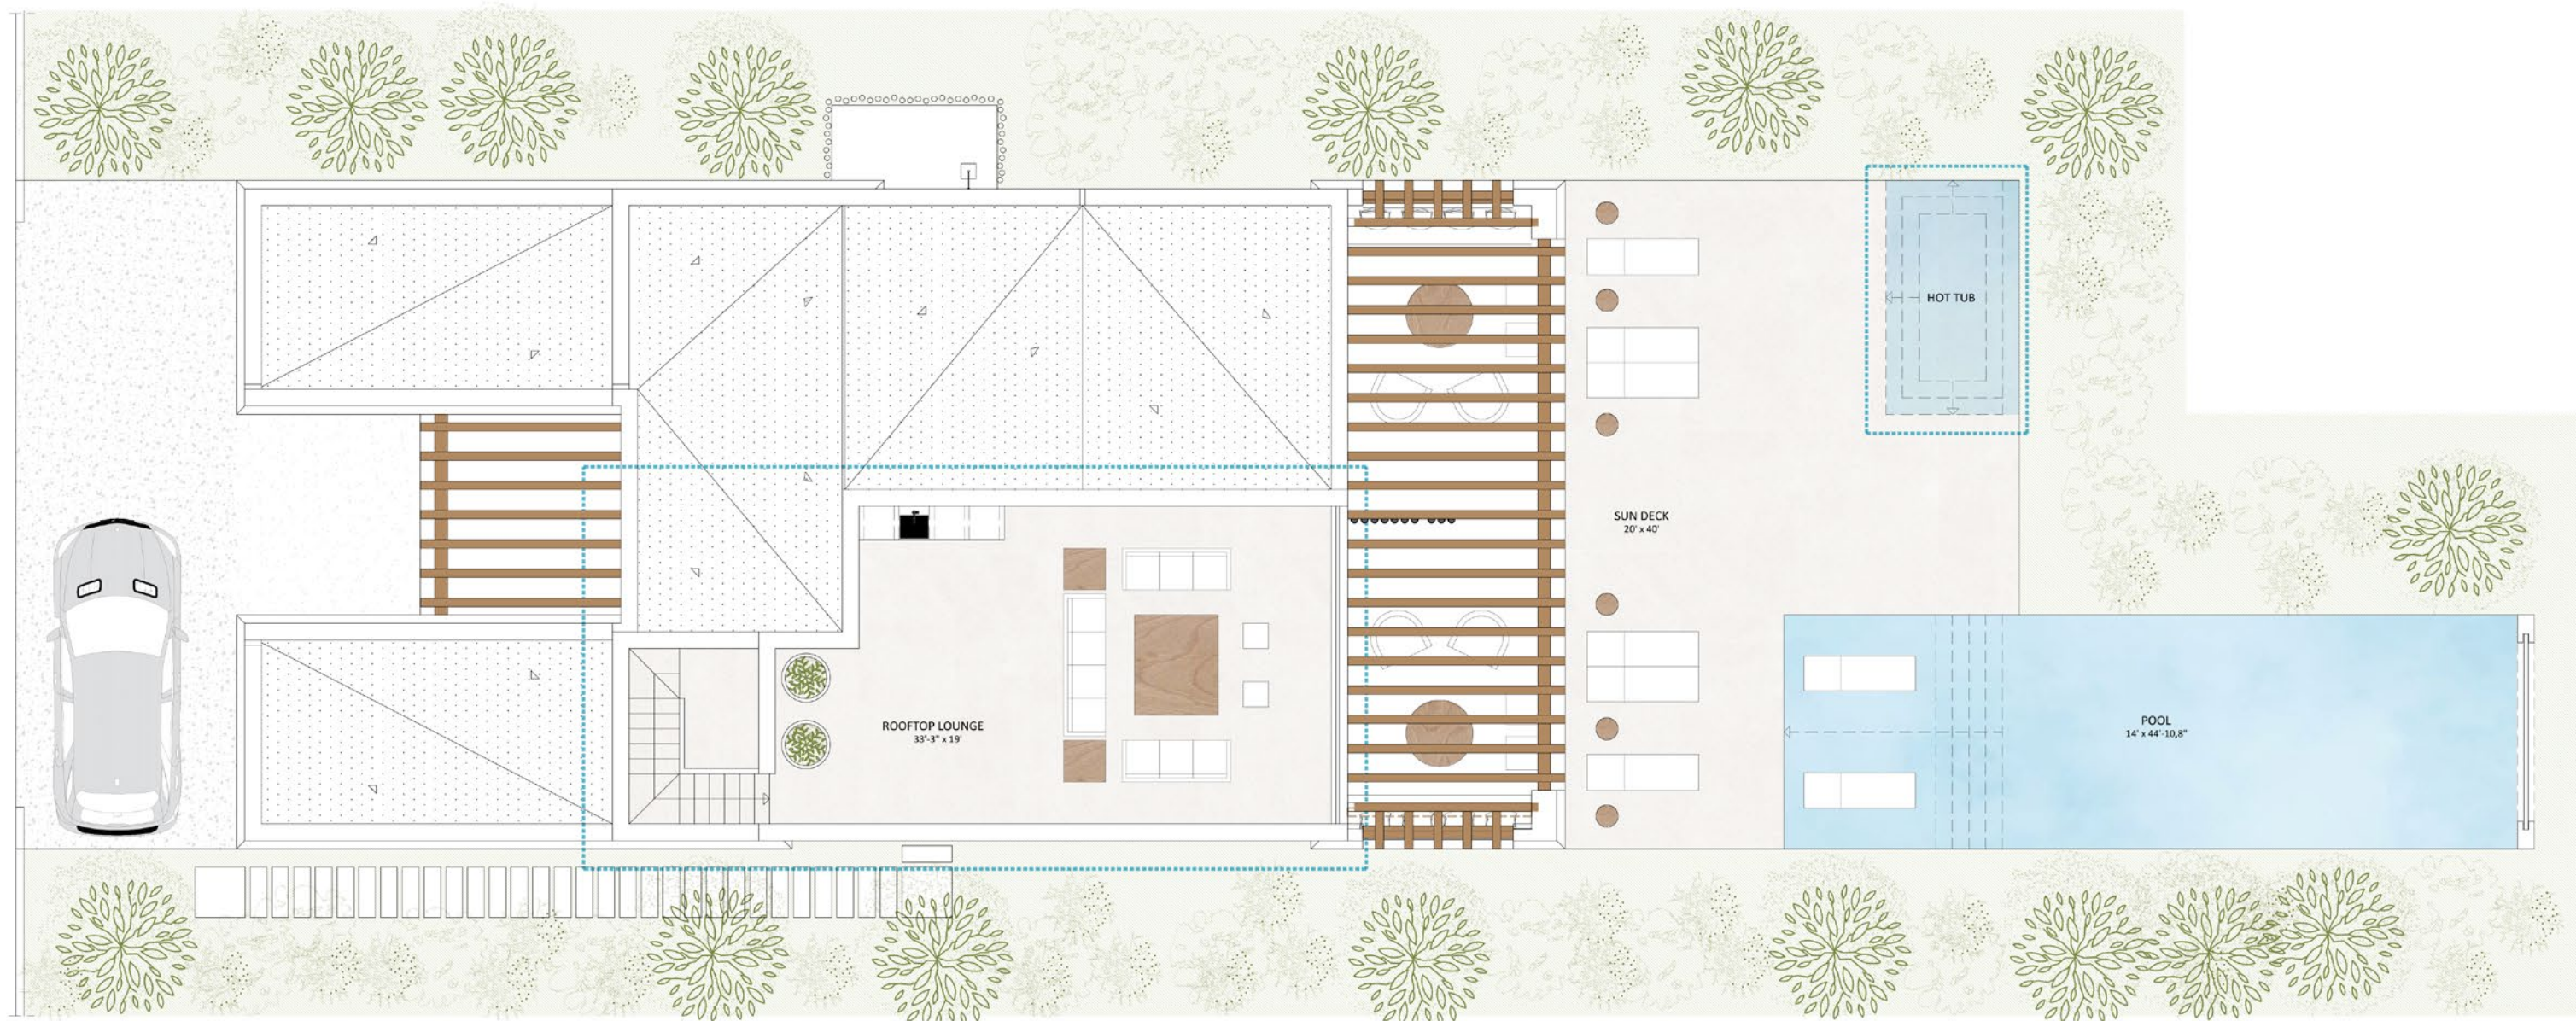 HOT TUB
SUN DECK
20' x 40'
ROOFTOP LOUNGE
33'-3" x 19'
POOL
14' x 44'-10,8"